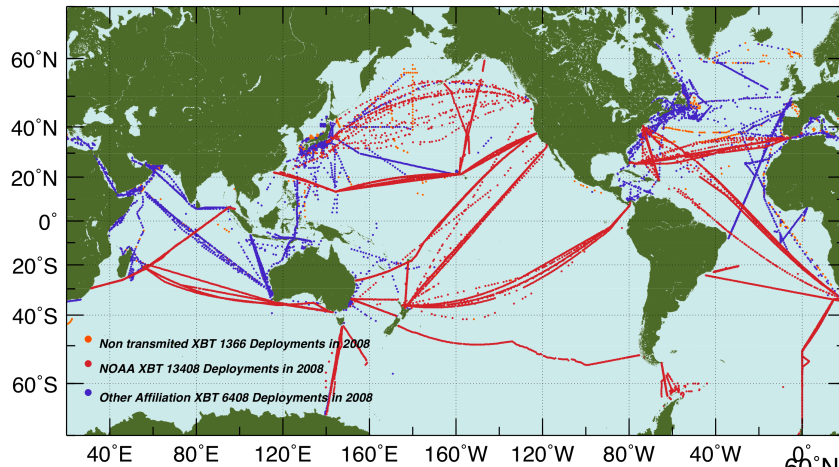 60°N
40°N
20°N
0°
20°S
40°S
60°S
Non transmited XBT 1366 Deployments in 2008
NOAA XBT 13408 Deployments in 2008
Other Affiliation XBT 6408 Deployments in 2008
40°E 80°E 120°E 160°E 160°W 120°W 80°W 40°W 0°
60°N